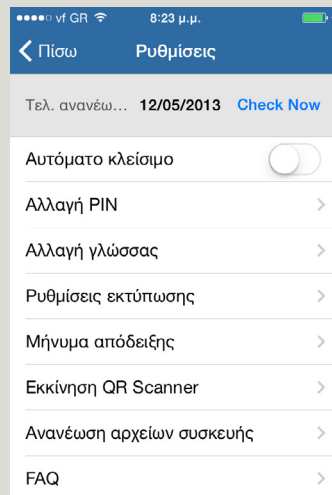 vf GR 8:23 μ.μ.
Πίσω Ρυθμίσεις
Τελ. ανανέω... 12/05/2013 Check Now
Αυτόματο κλείσιμο
Αλλαγή PIN
Αλλαγή γλώσσας
Ρυθμίσεις εκτύπωσης
Μήνυμα απόδειξης
Εκκίνηση QR Scanner
Ανανέωση αρχείων συσκευής
FAQ